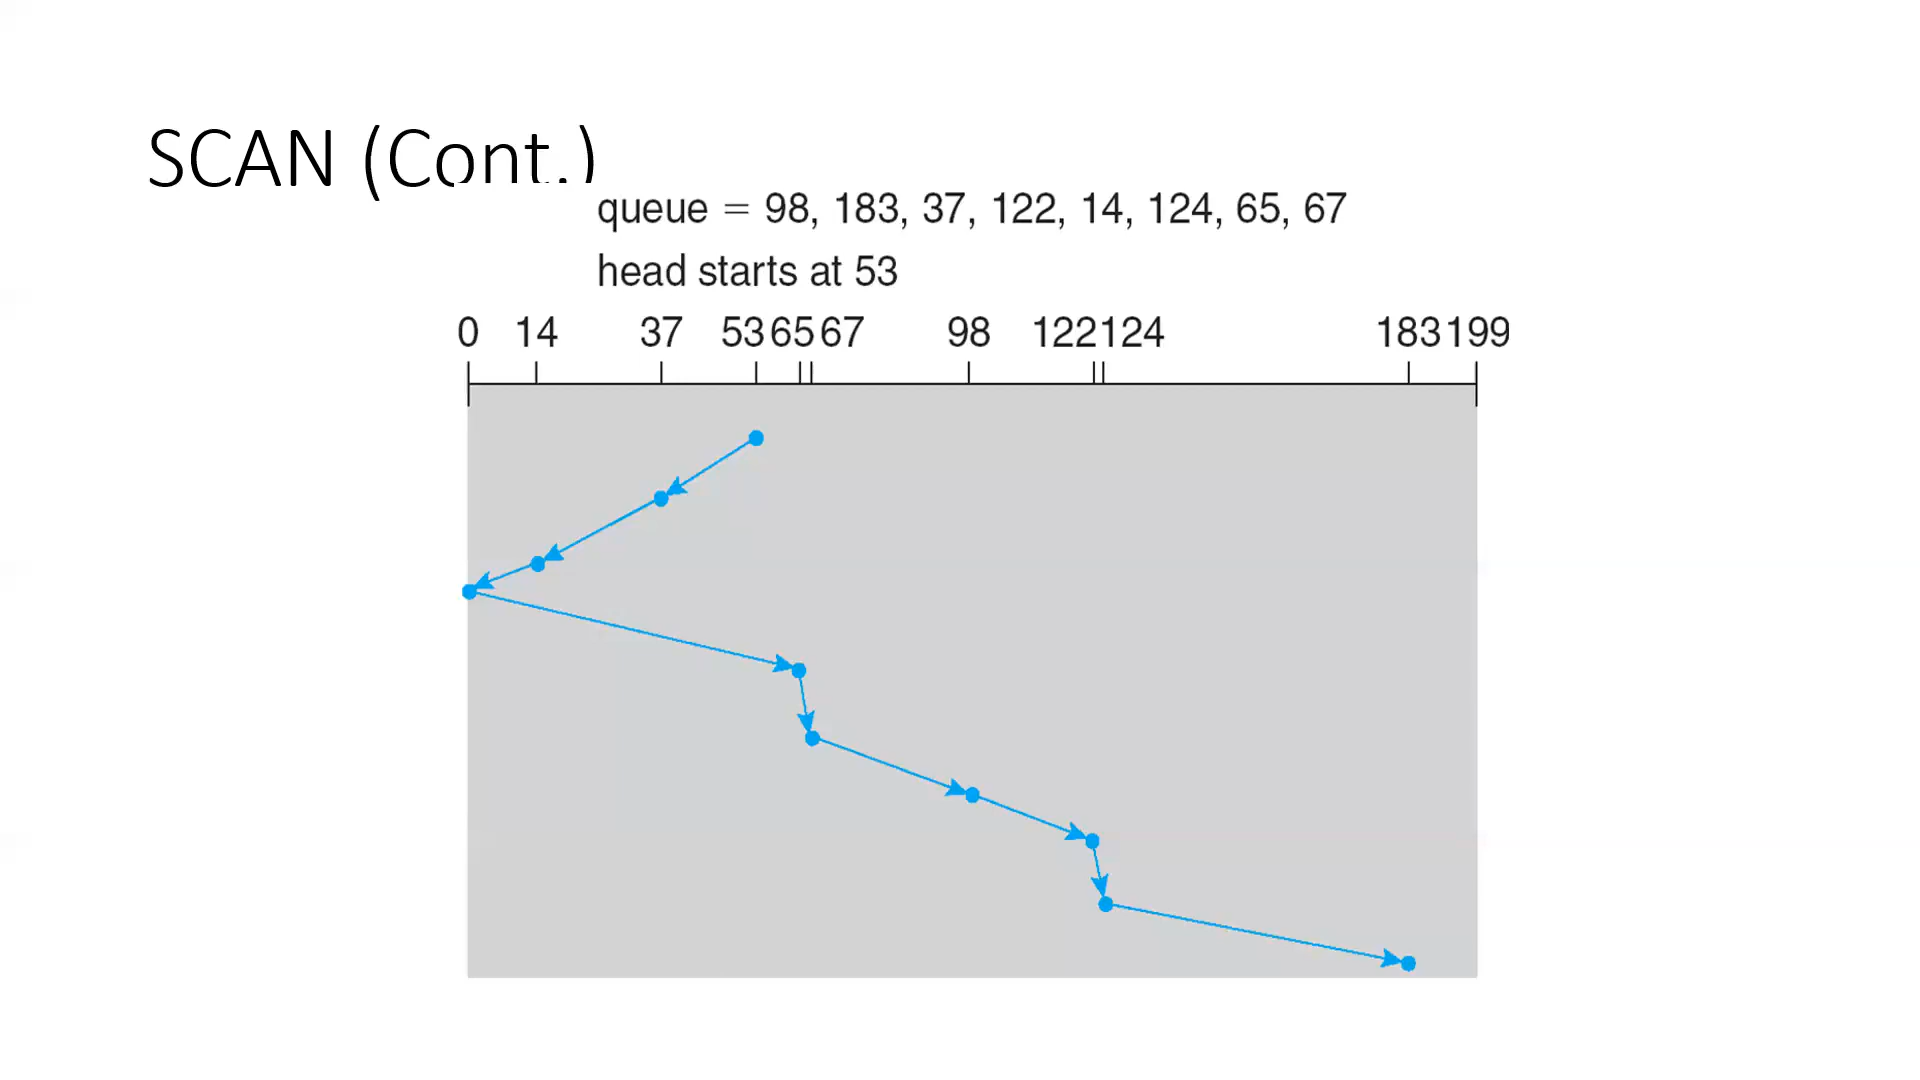 SCAN (Cont.)
queue = 98, 183, 37, 122, 14, 124, 65, 67
head starts at 53
0 14 37 53 65 67 98 122 124 183 199